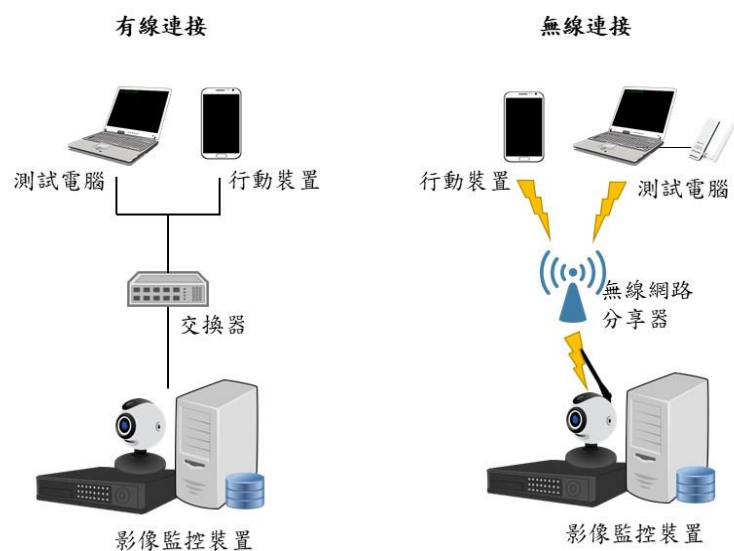 有線連接
測試電腦
行動裝置
交換器
影像監控裝置
無線連接
行動裝置
測試電腦
無線網路
分享器
影像監控裝置